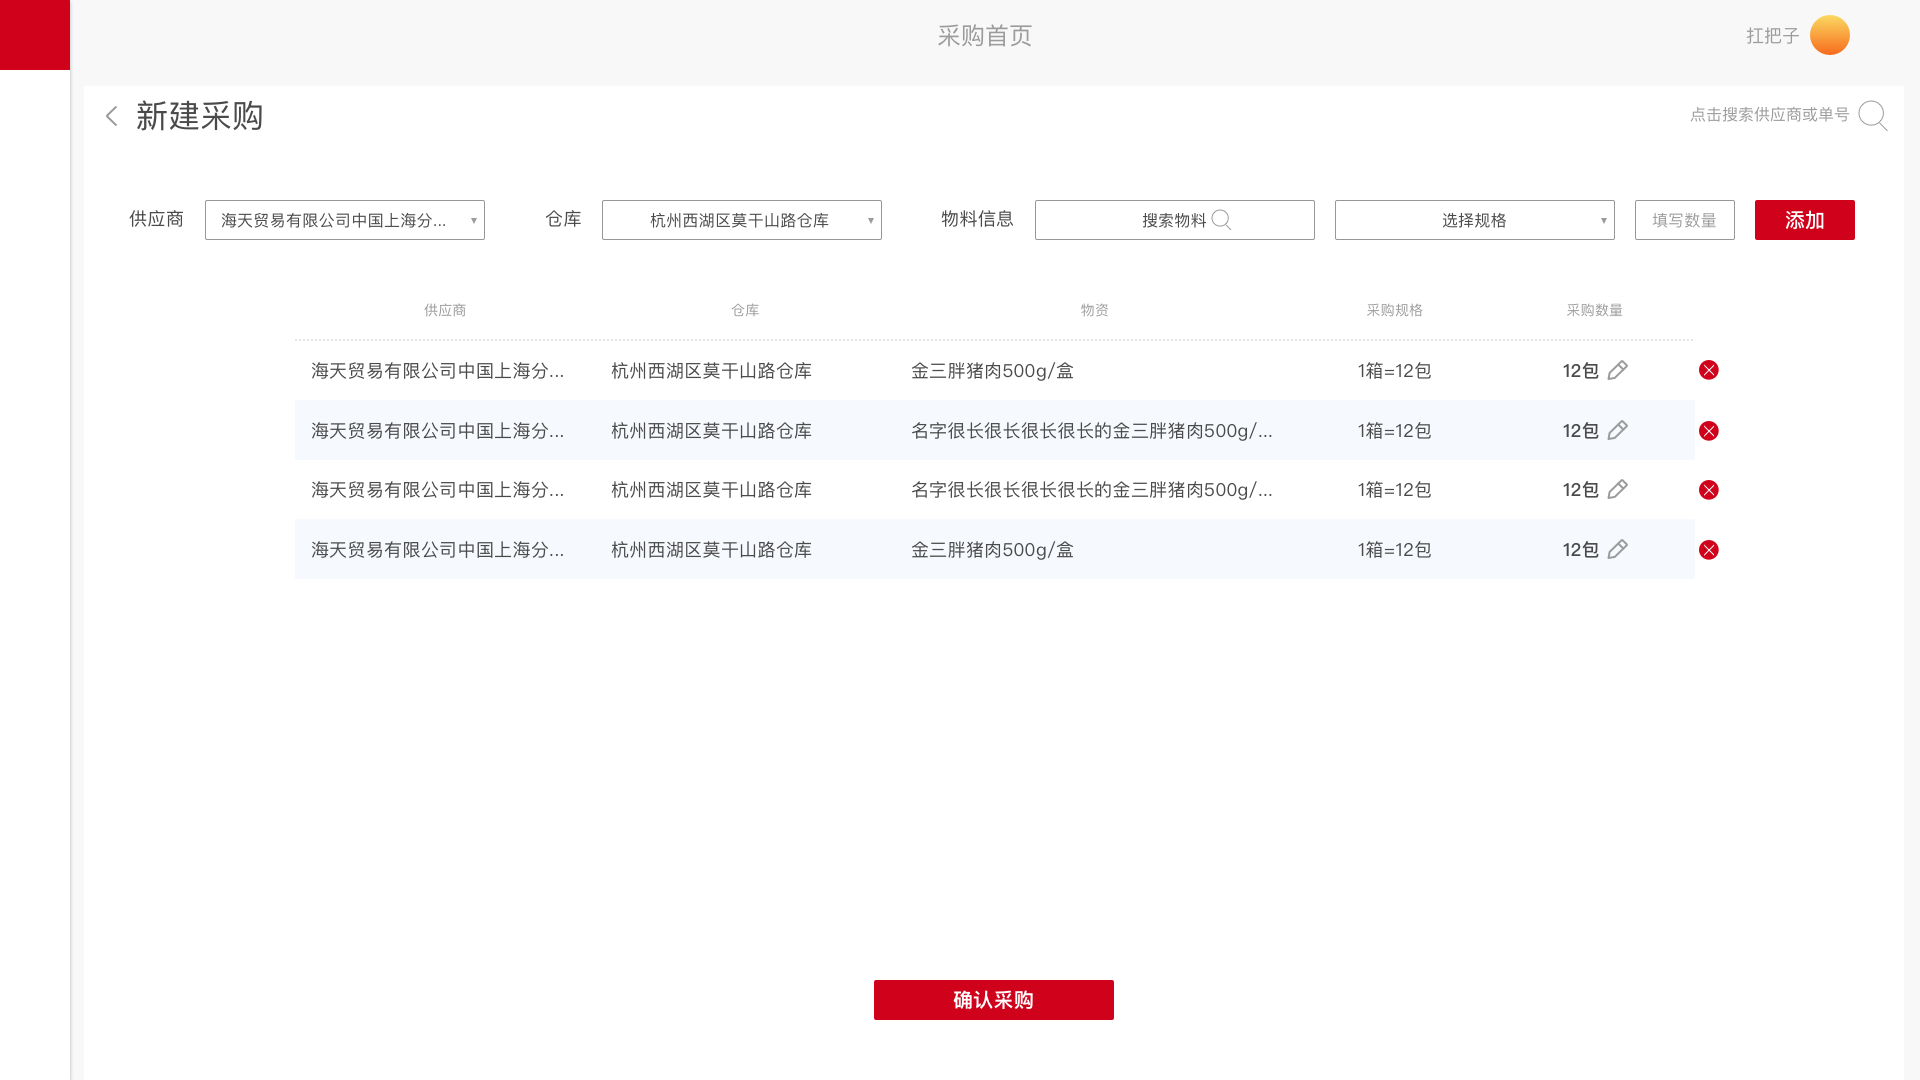 采购首页
扛把子
新建采购
点击搜索供应商或单号
供应商 海天贸易有限公司中国上海分... 仓库 杭州西湖区莫干山路仓库 物料信息 搜索物料 选择规格 填写数量 添加
供应商 仓库 物资 采购规格 采购数量
海天贸易有限公司中国上海分... 杭州西湖区莫干山路仓库 金三胖猪肉500g/盒 1箱=12包 12包
海天贸易有限公司中国上海分... 杭州西湖区莫干山路仓库 名字很长很长很长很长的金三胖猪肉500g/... 1箱=12包 12包
海天贸易有限公司中国上海分... 杭州西湖区莫干山路仓库 名字很长很长很长很长的金三胖猪肉500g/... 1箱=12包 12包
海天贸易有限公司中国上海分... 杭州西湖区莫干山路仓库 金三胖猪肉500g/盒 1箱=12包 12包
确认采购